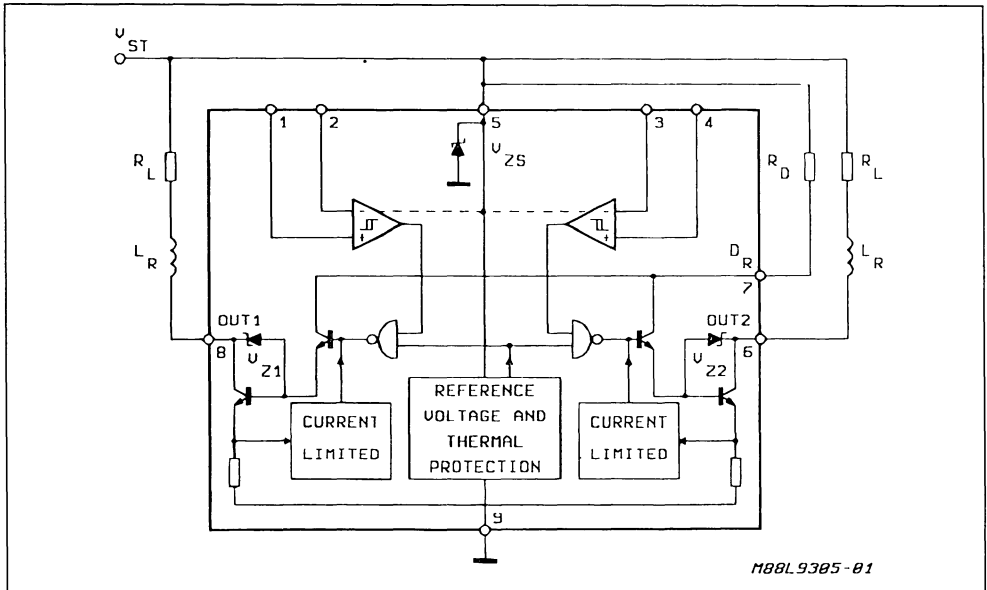 V
ST
1
2
5
3
4
V
ZS
R
L
R
D
R
L
L
R
D
R
7
L
R
OUT1
8
V
Z1
OUT2
6
V
Z2
CURRENT
LIMITED
REFERENCE
VOLTAGE AND
THERMAL
PROTECTION
CURRENT
LIMITED
9
M88L9305-01